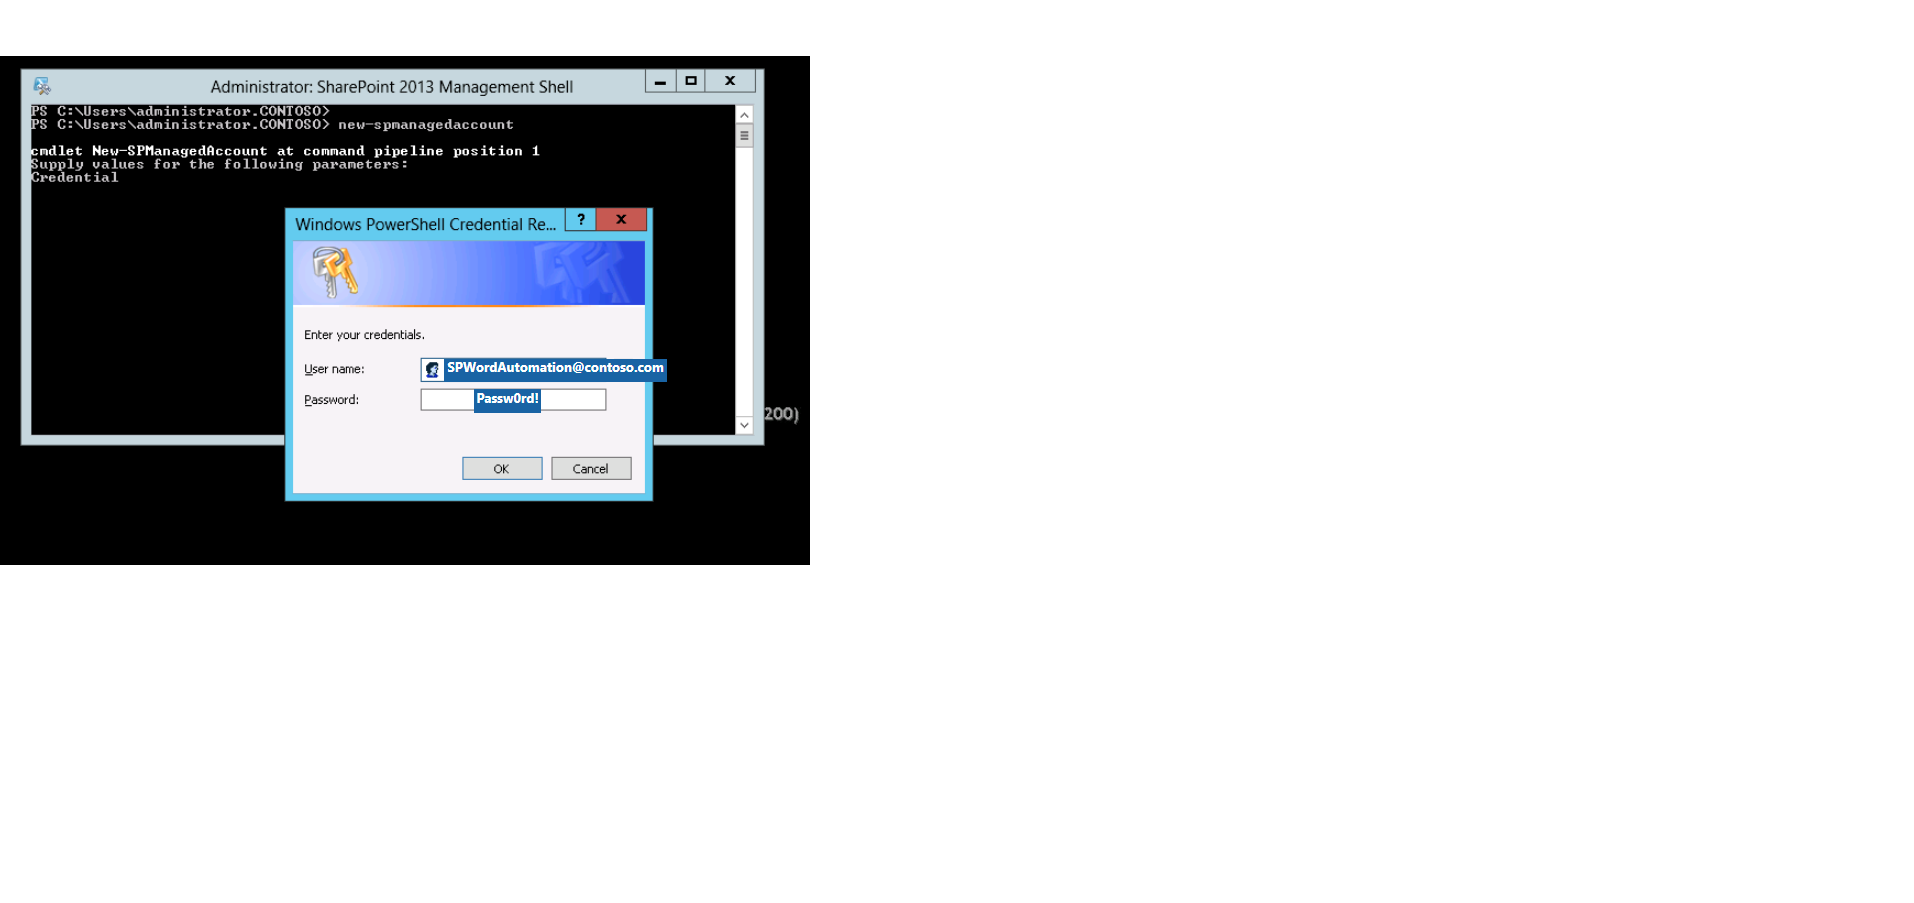 Administrator: SharePoint 2013 Management Shell
PS C:\Users\administrator.CONTOSO>
PS C:\Users\administrator.CONTOSO> new-spmanagedaccount
cmdlet New-SPManagedAccount at command pipeline position 1
Supply values for the following parameters:
Credential
Windows PowerShell Credential Re...
?
Enter your credentials.
User name: SPWordAutomation@contoso.com
Password: Passw0rd!
200)
OK Cancel